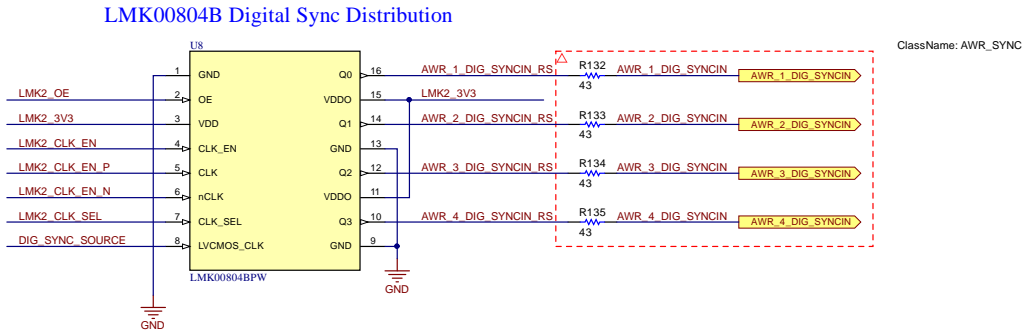 LMK00804B Digital Sync Distribution
ClassName: AWR_SYNC
U8
1 GND Q0 16 AWR_1_DIG_SYNCIN_RS R132 43 AWR_1_DIG_SYNCIN AWR_1_DIG_SYNCIN
LMK2_OE 2 OE VDDO 15 LMK2_3V3
LMK2_3V3 3 VDD Q1 14 AWR_2_DIG_SYNCIN_RS R133 43 AWR_2_DIG_SYNCIN AWR_2_DIG_SYNCIN
LMK2_CLK_EN 4 CLK_EN GND 13
LMK2_CLK_EN_P 5 CLK Q2 12 AWR_3_DIG_SYNCIN_RS R134 43 AWR_3_DIG_SYNCIN AWR_3_DIG_SYNCIN
LMK2_CLK_EN_N 6 nCLK VDDO 11
LMK2_CLK_SEL 7 CLK_SEL Q3 10 AWR_4_DIG_SYNCIN_RS R135 43 AWR_4_DIG_SYNCIN AWR_4_DIG_SYNCIN
DIG_SYNC_SOURCE 8 LVCMOS_CLK GND 9
LMK00804BPW
GND
GND